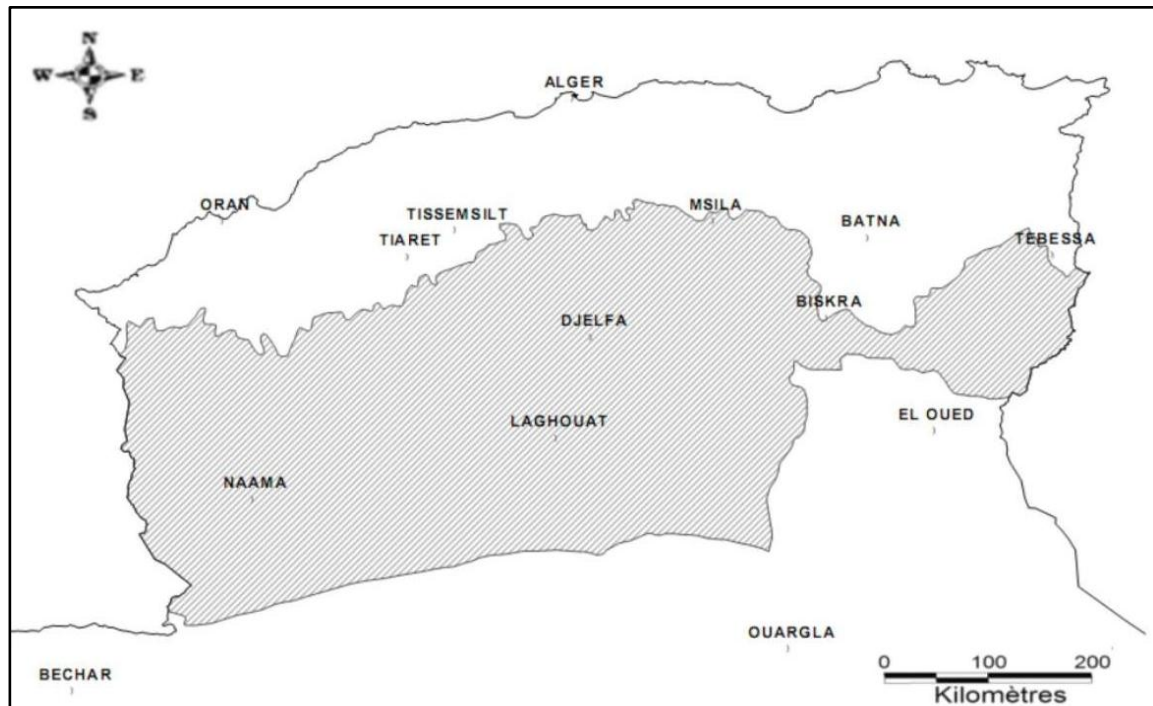 N
W E
S
ALGER
ORAN
TISSEMSILT
MSILA
TIARET
BATNA
TEBESSA
BISKRA
DJELFA
LAGHOUAT
EL OUED
NAAMA
OUARGLA
BECHAR
0 100 200
Kilomètres